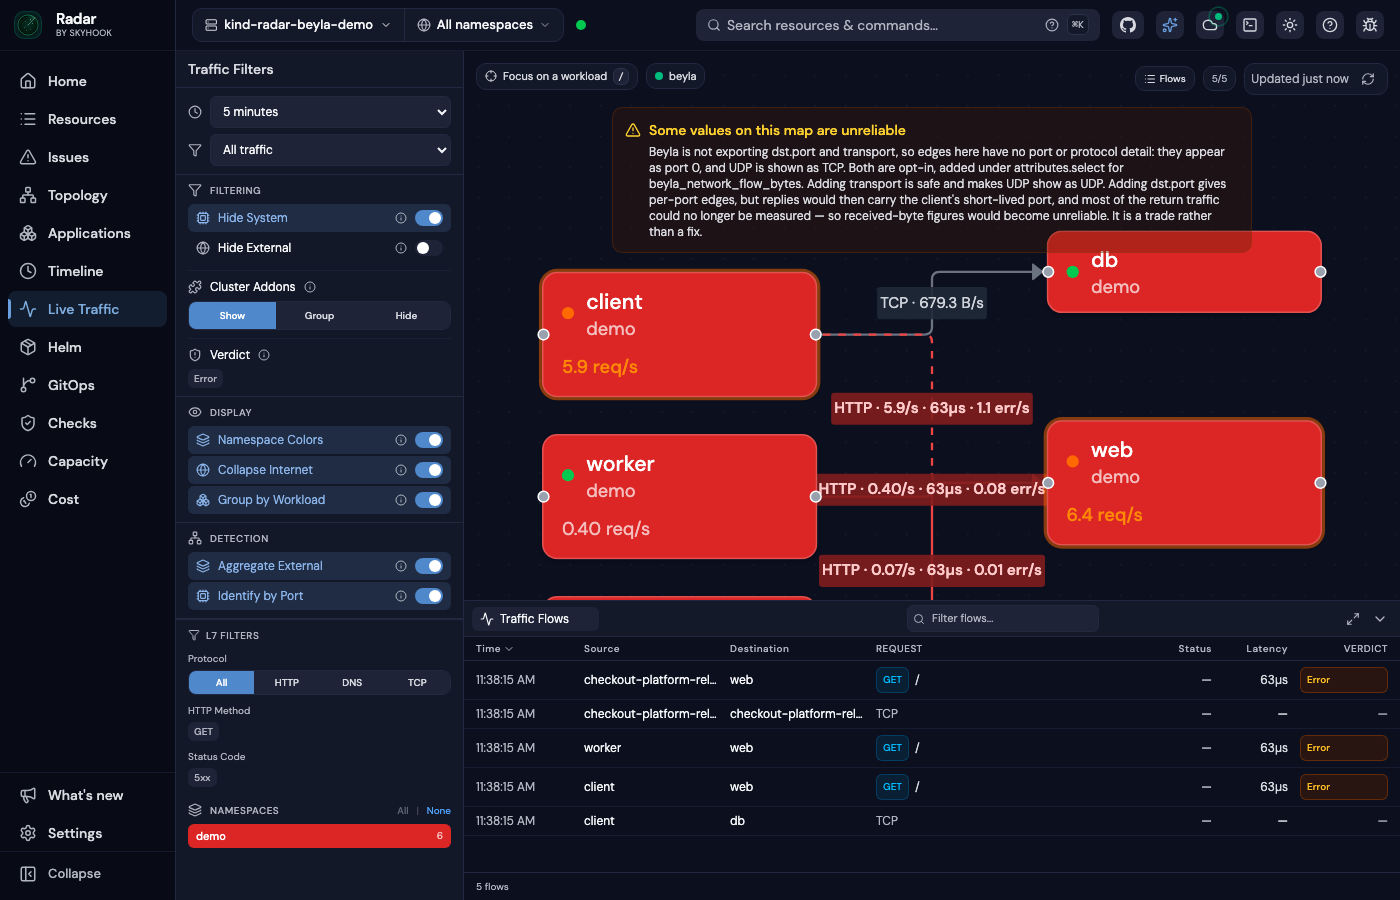 Radar
BY SKYHOOK
kind-radar-beyla-demo
All namespaces
Search resources & commands...
⌘K
Home
Resources
Issues
Topology
Applications
Timeline
Live Traffic
Helm
GitOps
Checks
Capacity
Cost
What's new
Settings
Collapse
Traffic Filters
5 minutes
All traffic
FILTERING
Hide System
Hide External
Cluster Addons
Show
Group
Hide
Verdict
Error
DISPLAY
Namespace Colors
Collapse Internet
Group by Workload
DETECTION
Aggregate External
Identify by Port
L7 FILTERS
Protocol
All
HTTP
DNS
TCP
HTTP Method
GET
Status Code
5xx
NAMESPACES
All | None
demo 6
Focus on a workload /
beyla
Flows
5/5
Updated just now
Some values on this map are unreliable
Beyla is not exporting dst.port and transport, so edges here have no port or protocol detail: they appear
as port 0, and UDP is shown as TCP. Both are opt-in, added under attributes.select for
beyla_network_flow_bytes. Adding transport is safe and makes UDP show as UDP. Adding dst.port gives
per-port edges, but replies would then carry the client's short-lived port, and most of the return traffic
could no longer be measured — so received-byte figures would become unreliable. It is a trade rather
than a fix.
db
demo
client
demo
5.9 req/s
TCP · 679.3 B/s
HTTP · 5.9/s · 63µs · 1.1 err/s
worker
demo
0.40 req/s
HTTP · 0.40/s · 63µs · 0.08 err/s
web
demo
6.4 req/s
HTTP · 0.07/s · 63µs · 0.01 err/s
Traffic Flows
Filter flows...
Time Source Destination REQUEST Status Latency VERDICT
11:38:15 AM checkout-platform-rel... web GET / — 63µs Error
11:38:15 AM checkout-platform-rel... checkout-platform-rel... TCP — — —
11:38:15 AM worker web GET / — 63µs Error
11:38:15 AM client web GET / — 63µs Error
11:38:15 AM client db TCP — — —
5 flows